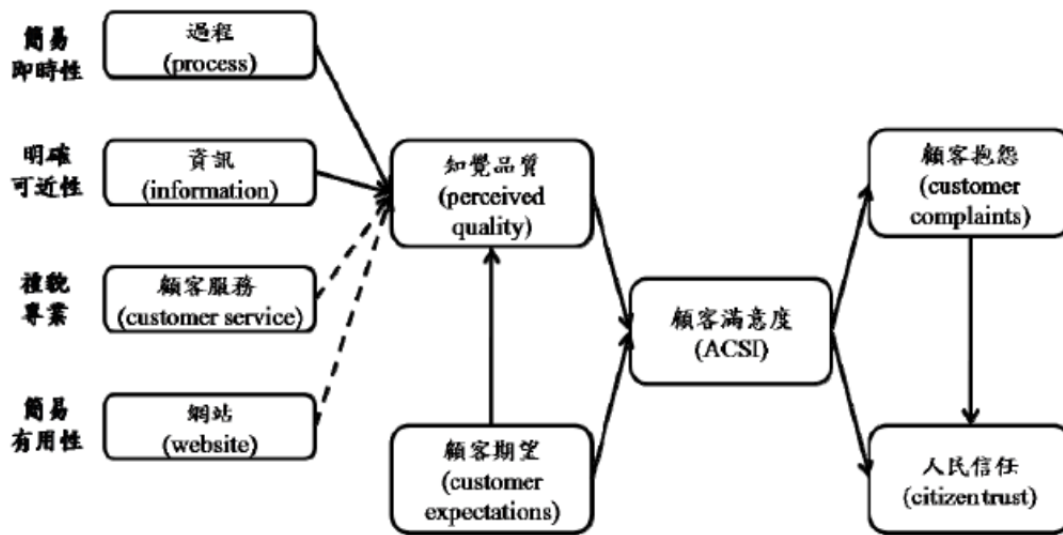 簡易
即時性
過程
(process)
明確
可近性
資訊
(information)
禮貌
專業
顧客服務
(customer service)
簡易
有用性
網站
(website)
知覺品質
(perceived
quality)
顧客期望
(customer
expectations)
顧客滿意度
(ACSI)
顧客抱怨
(customer
complaints)
人民信任
(citizen trust)